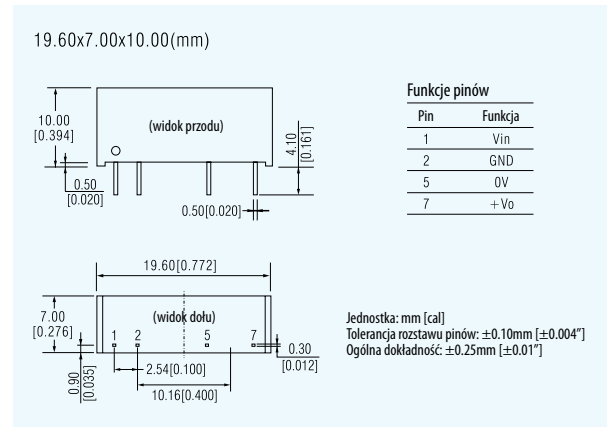 19.60x7.00x10.00(mm)
10.00
[0.394]
(widok przodu)
4.10
[0.161]
0.50
[0.020]
0.50[0.020]
Funkcje pinów
Pin Funkcja
1 Vin
2 GND
5 0V
7 +Vo
19.60[0.772]
7.00
[0.276]
(widok dołu)
1 2 5 7
0.30
[0.012]
0.90
[0.035]
2.54[0.100]
10.16[0.400]
Jednostka: mm [cal]
Tolerancja rozstawu pinów: ±0.10mm [±0.004″]
Ogólna dokładność: ±0.25mm [±0.01″]